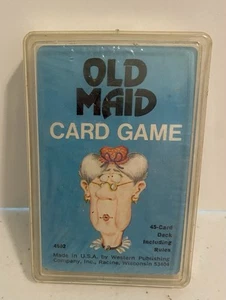 OLD
MAID
CARD GAME
45-Card
Deck
Including
Rules
Made in U.S.A. by Western Publishing
Company, Inc., Racine, Wisconsin